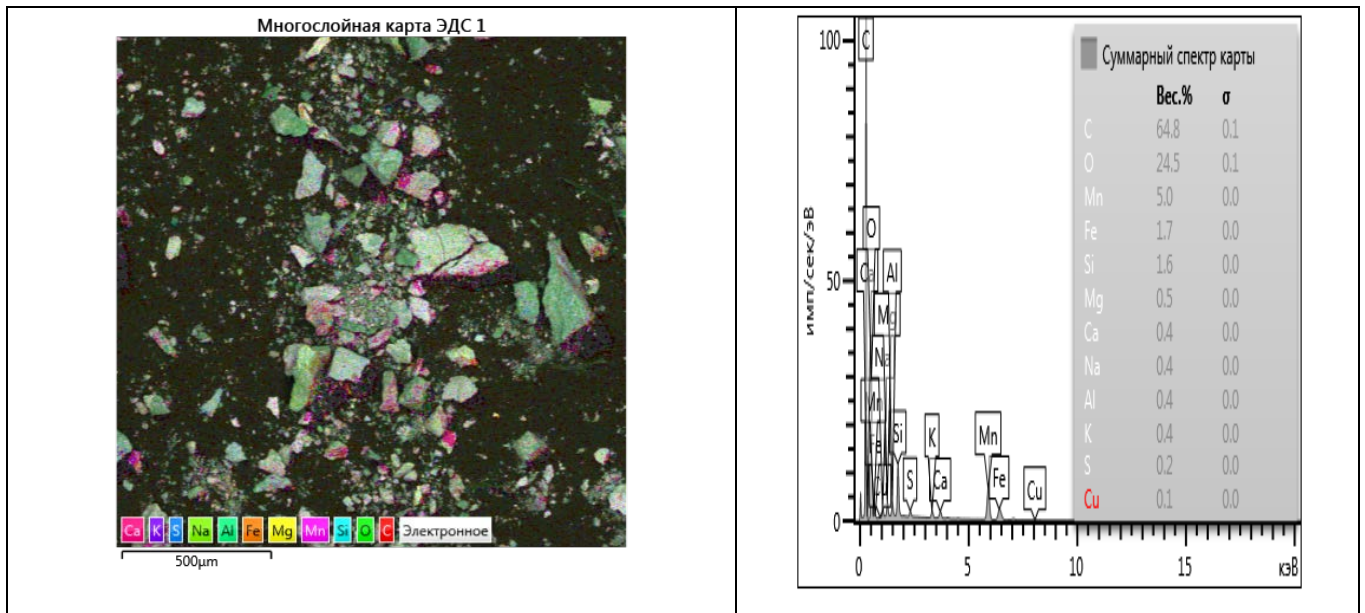 Многослойная карта ЭДС 1
Ca K S Na Al Fe Mg Mn Si O C Электронное
500µm
имп/сек/эВ
100
50
0
C
O
Ca Al
Mg
Na
Mn
Fe Si K Mn
S Ca Fe Cu
0 5 10 15 кэВ
Суммарный спектр карты
Вес.% σ
C 64.8 0.1
O 24.5 0.1
Mn 5.0 0.0
Fe 1.7 0.0
Si 1.6 0.0
Mg 0.5 0.0
Ca 0.4 0.0
Na 0.4 0.0
Al 0.4 0.0
K 0.4 0.0
S 0.2 0.0
Cu 0.1 0.0